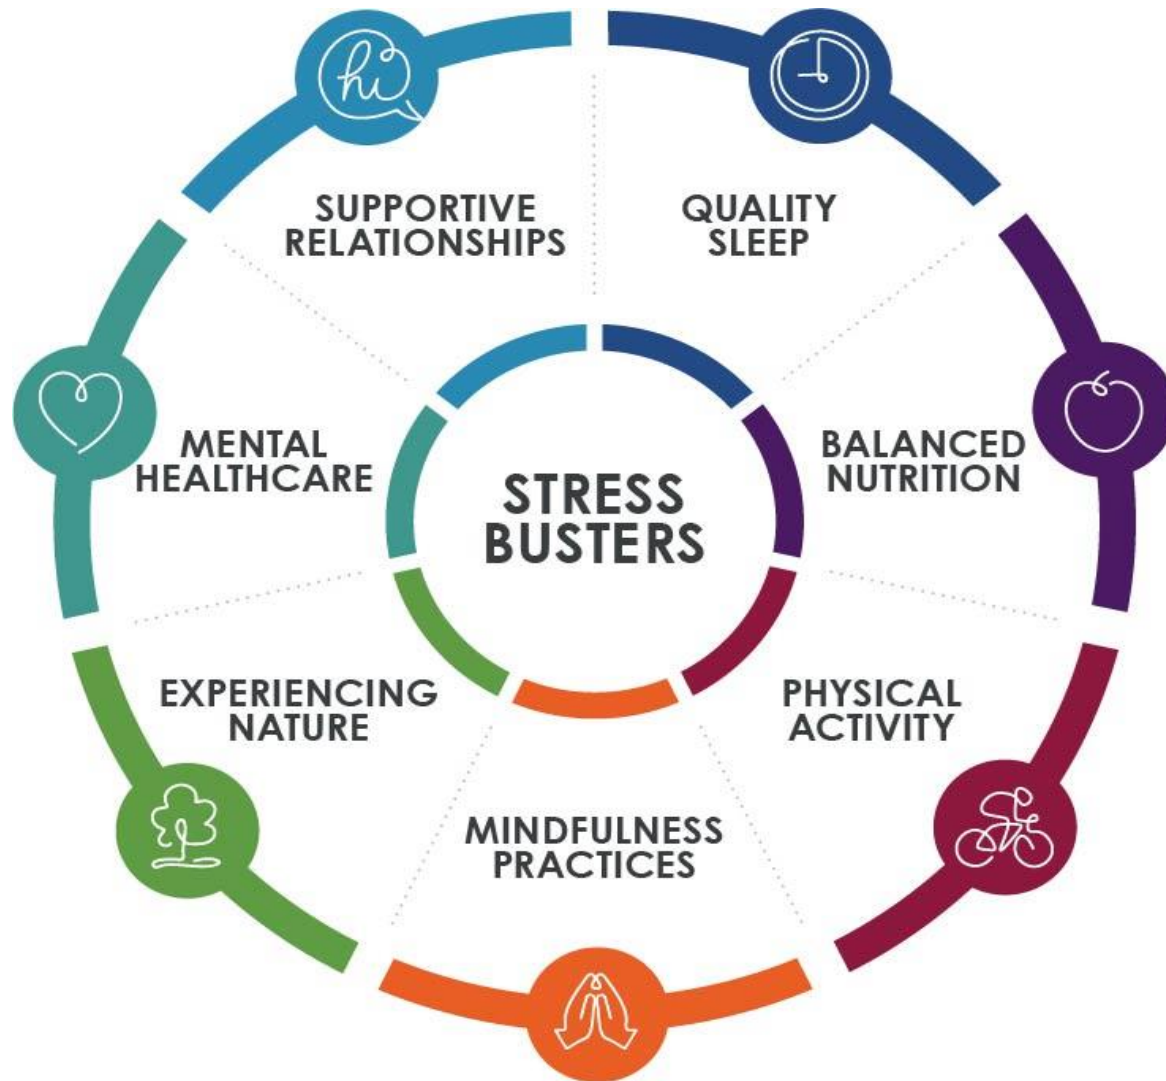 hi
SUPPORTIVE
RELATIONSHIPS
QUALITY
SLEEP
MENTAL
HEALTHCARE
STRESS
BUSTERS
BALANCED
NUTRITION
EXPERIENCING
NATURE
PHYSICAL
ACTIVITY
MINDFULNESS
PRACTICES